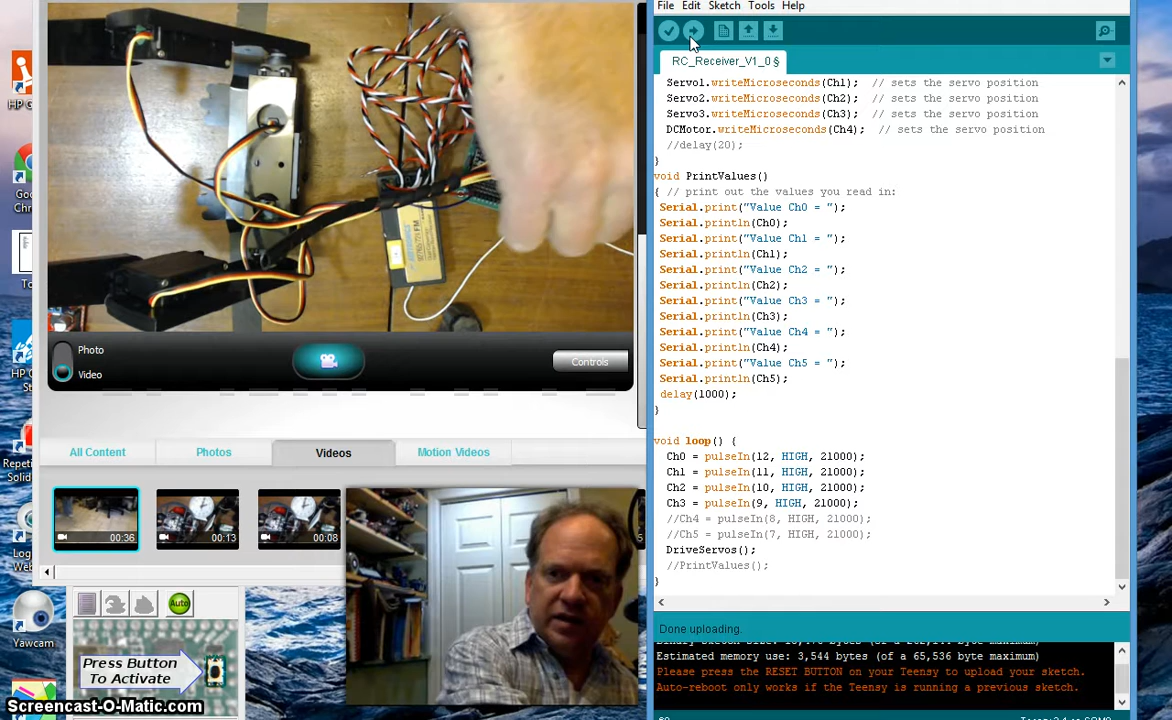 File Edit Sketch Tools Help
RC_Receiver_V1_0 §
Servo1.writeMicroseconds(Ch1); // sets the servo position
Servo2.writeMicroseconds(Ch2); // sets the servo position
Servo3.writeMicroseconds(Ch3); // sets the servo position
DCMotor.writeMicroseconds(Ch4); // sets the servo position
//delay(20);
}
void PrintValues()
{ // print out the values you read in:
Serial.print("Value Ch0 = ");
Serial.println(Ch0);
Serial.print("Value Ch1 = ");
Serial.println(Ch1);
Serial.print("Value Ch2 = ");
Serial.println(Ch2);
Serial.print("Value Ch3 = ");
Serial.println(Ch3);
Serial.print("Value Ch4 = ");
Serial.println(Ch4);
Serial.print("Value Ch5 = ");
Serial.println(Ch5);
delay(1000);
}
void loop() {
Ch0 = pulseIn(12, HIGH, 21000);
Ch1 = pulseIn(11, HIGH, 21000);
Ch2 = pulseIn(10, HIGH, 21000);
Ch3 = pulseIn(9, HIGH, 21000);
//Ch4 = pulseIn(8, HIGH, 21000);
//Ch5 = pulseIn(7, HIGH, 21000);
DriveServos();
//PrintValues();
}
Done uploading.
Estimated memory use: 3,544 bytes (of a 65,536 byte maximum)
Please press the RESET BUTTON on your Teensy to upload your sketch.
Auto-reboot only works if the Teensy is running a previous sketch.
Photo
Video
Controls
All Content Photos Videos Motion Videos
00:36 00:13 00:08
Yawcam
Auto
Press Button
To Activate
Screencast-O-Matic.com